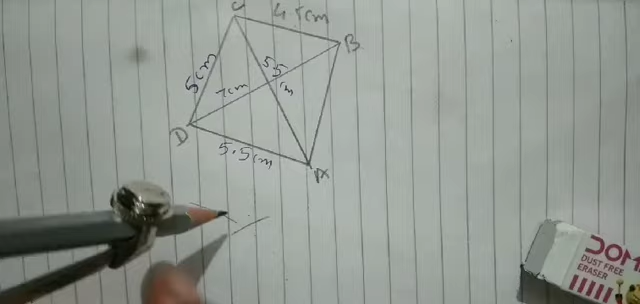 C
4.5cm
B
5cm
5.5
cm
7cm
D
5.5cm
A
DOM
DUST FREE
ERASER